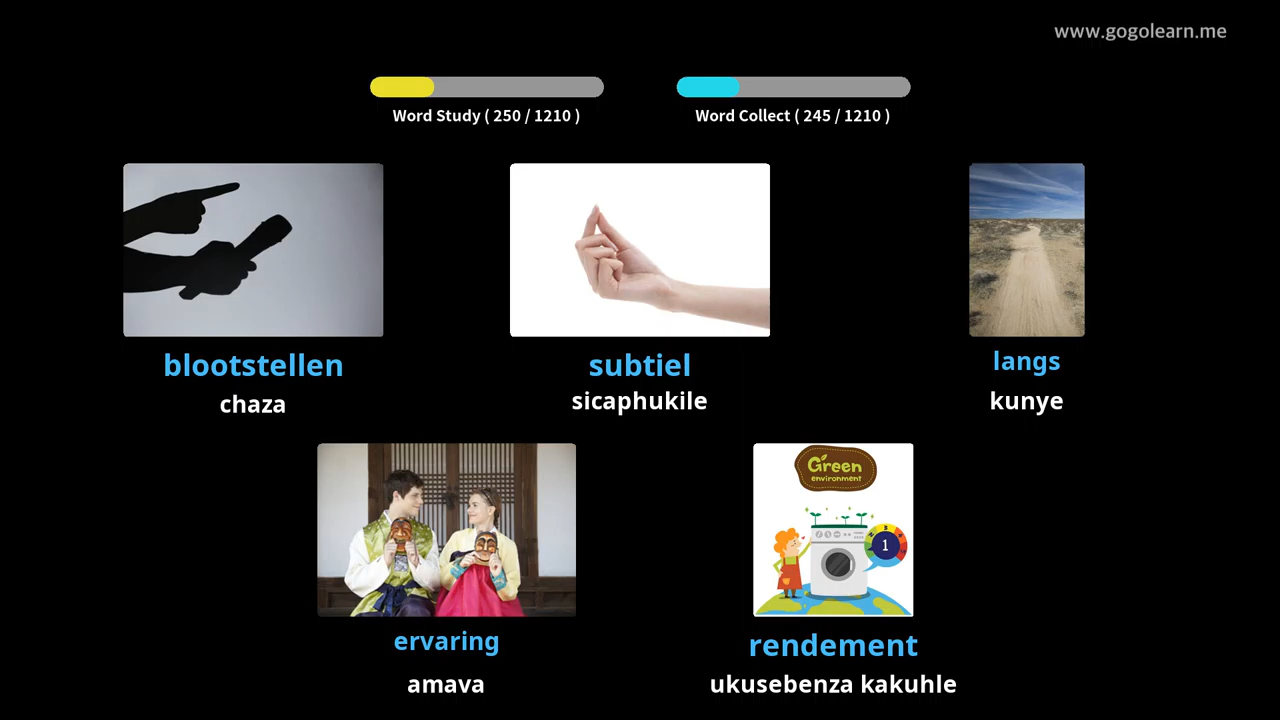 www.gogolearn.me
Word Study ( 250 / 1210 )
Word Collect ( 245 / 1210 )
blootstellen
chaza
subtiel
sicaphukile
langs
kunye
ervaring
amava
Green
environment
1
rendement
ukusebenza kakuhle